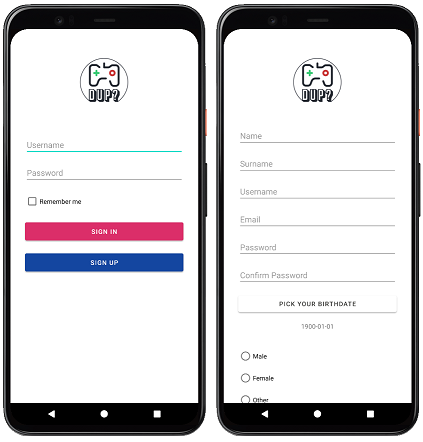 DUP?
Username
Password
Remember me
SIGN IN
SIGN UP
DUP?
Name
Surname
Username
Email
Password
Confirm Password
PICK YOUR BIRTHDATE
1900-01-01
Male
Female
Other